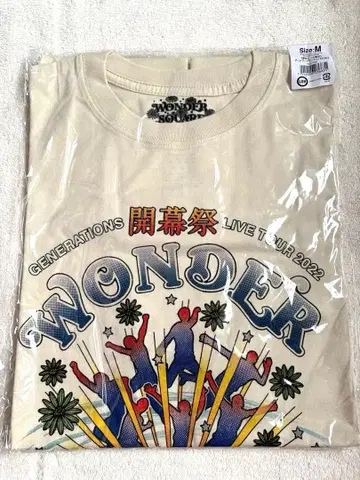 Size:M
WONDER
SQUARE
GENERATIONS 開幕祭 LIVE TOUR 2022
WONDER